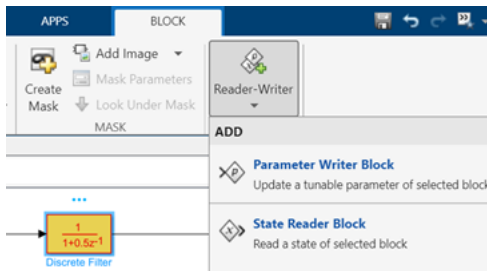 APPS
BLOCK
Create
Mask
Add Image
Mask Parameters
Look Under Mask
MASK
Reader-Writer
ADD
Parameter Writer Block
Update a tunable parameter of selected block
State Reader Block
Read a state of selected block
1
1+0.5z-1
Discrete Filter